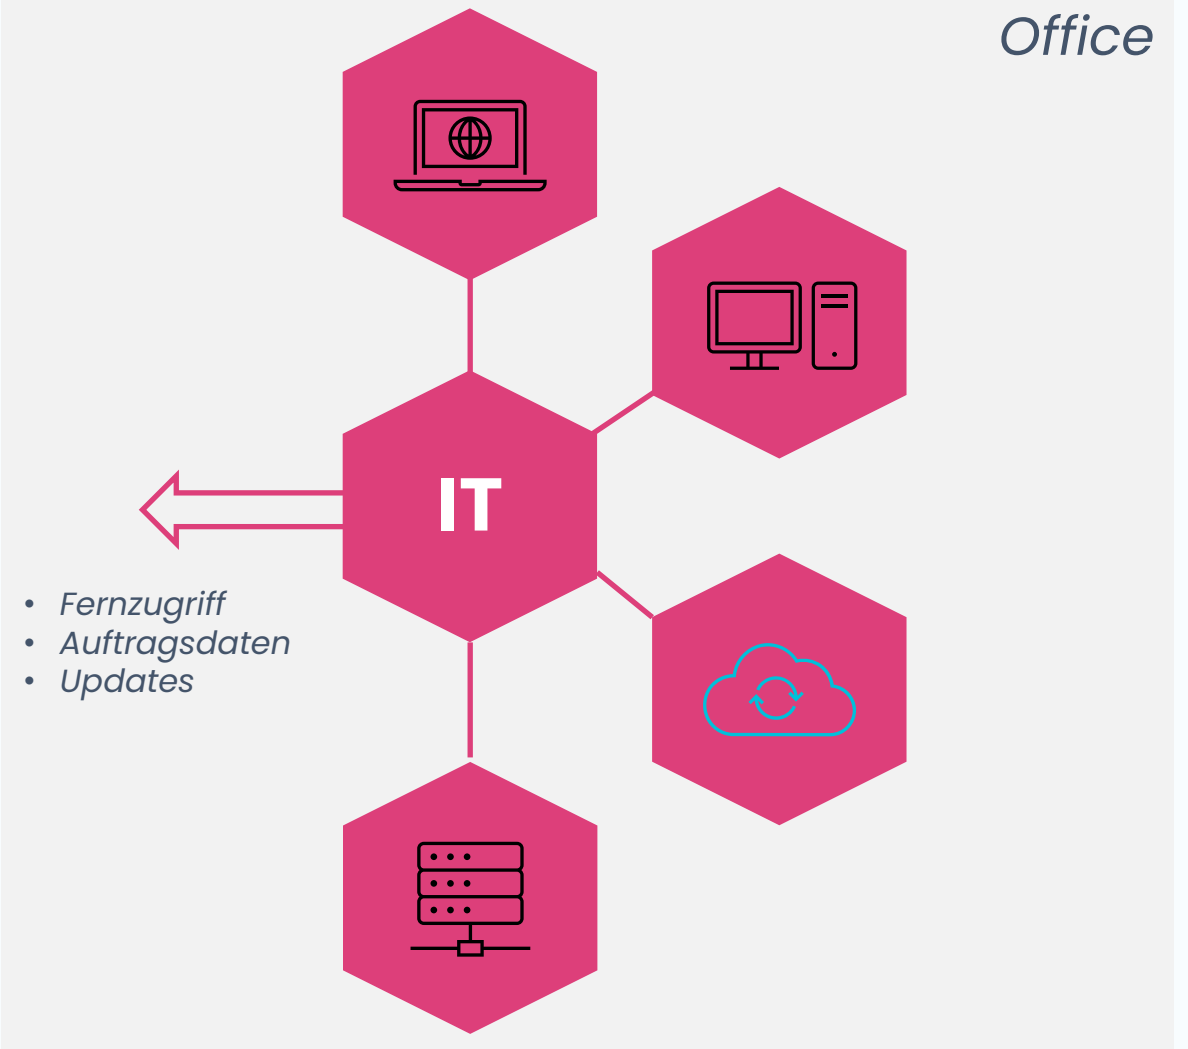 Office
IT
• Fernzugriff
• Auftragsdaten
• Updates